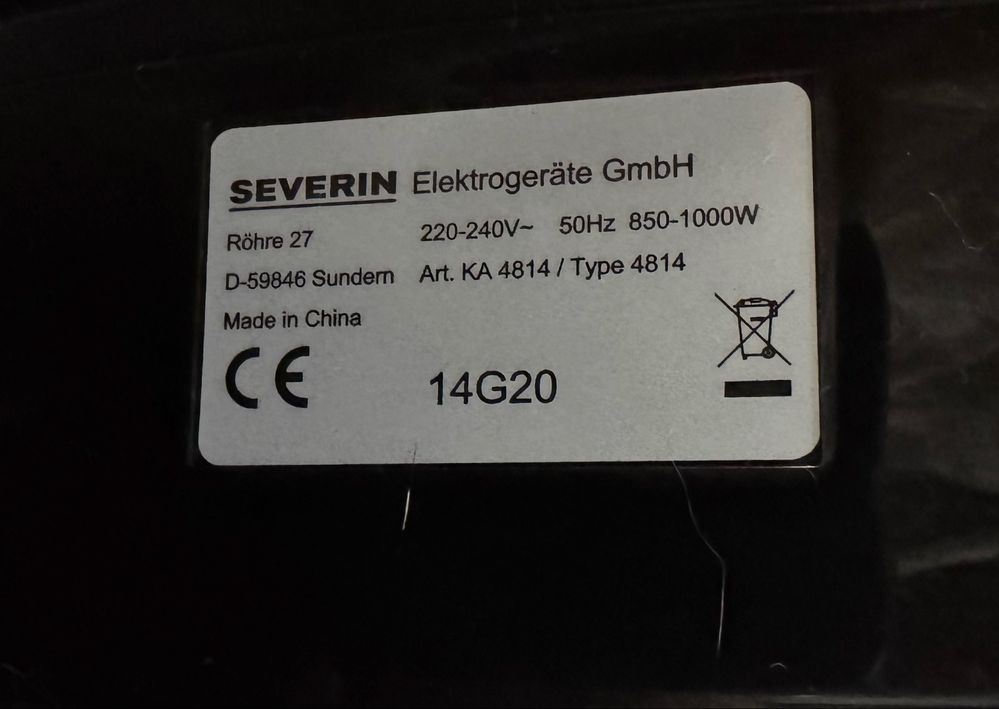 SEVERIN Elektrogeräte GmbH
Röhre 27 220-240V~ 50Hz 850-1000W
D-59846 Sundern Art. KA 4814 / Type 4814
Made in China
CE 14G20